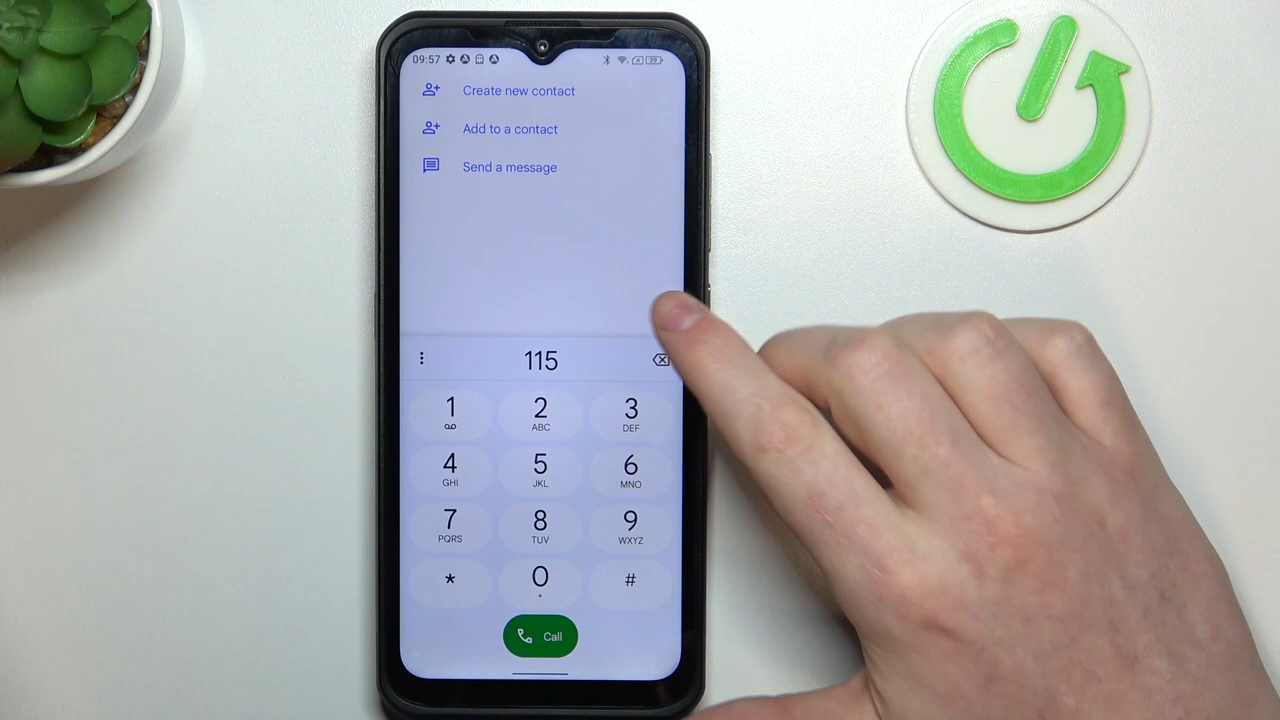 09:57 29
Create new contact
Add to a contact
Send a message
115
1 2 3
ABC DEF
4 5 6
GHI JKL MNO
7 8 9
PQRS TUV WXYZ
* 0 #
+
Call